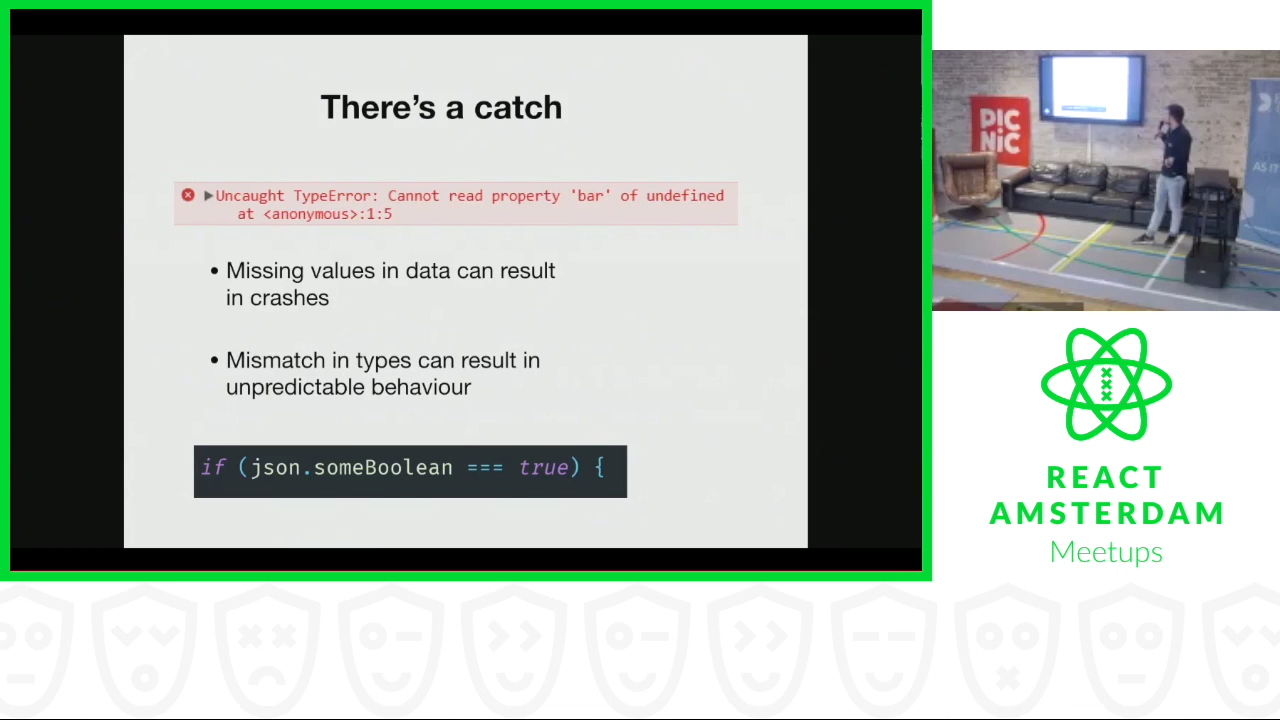 There's a catch
Uncaught TypeError: Cannot read property 'bar' of undefined
at <anonymous>:1:5
• Missing values in data can result
in crashes
• Mismatch in types can result in
unpredictable behaviour
if (json.someBoolean === true) {
PIC
NiC
AS IT
REACT
AMSTERDAM
Meetups